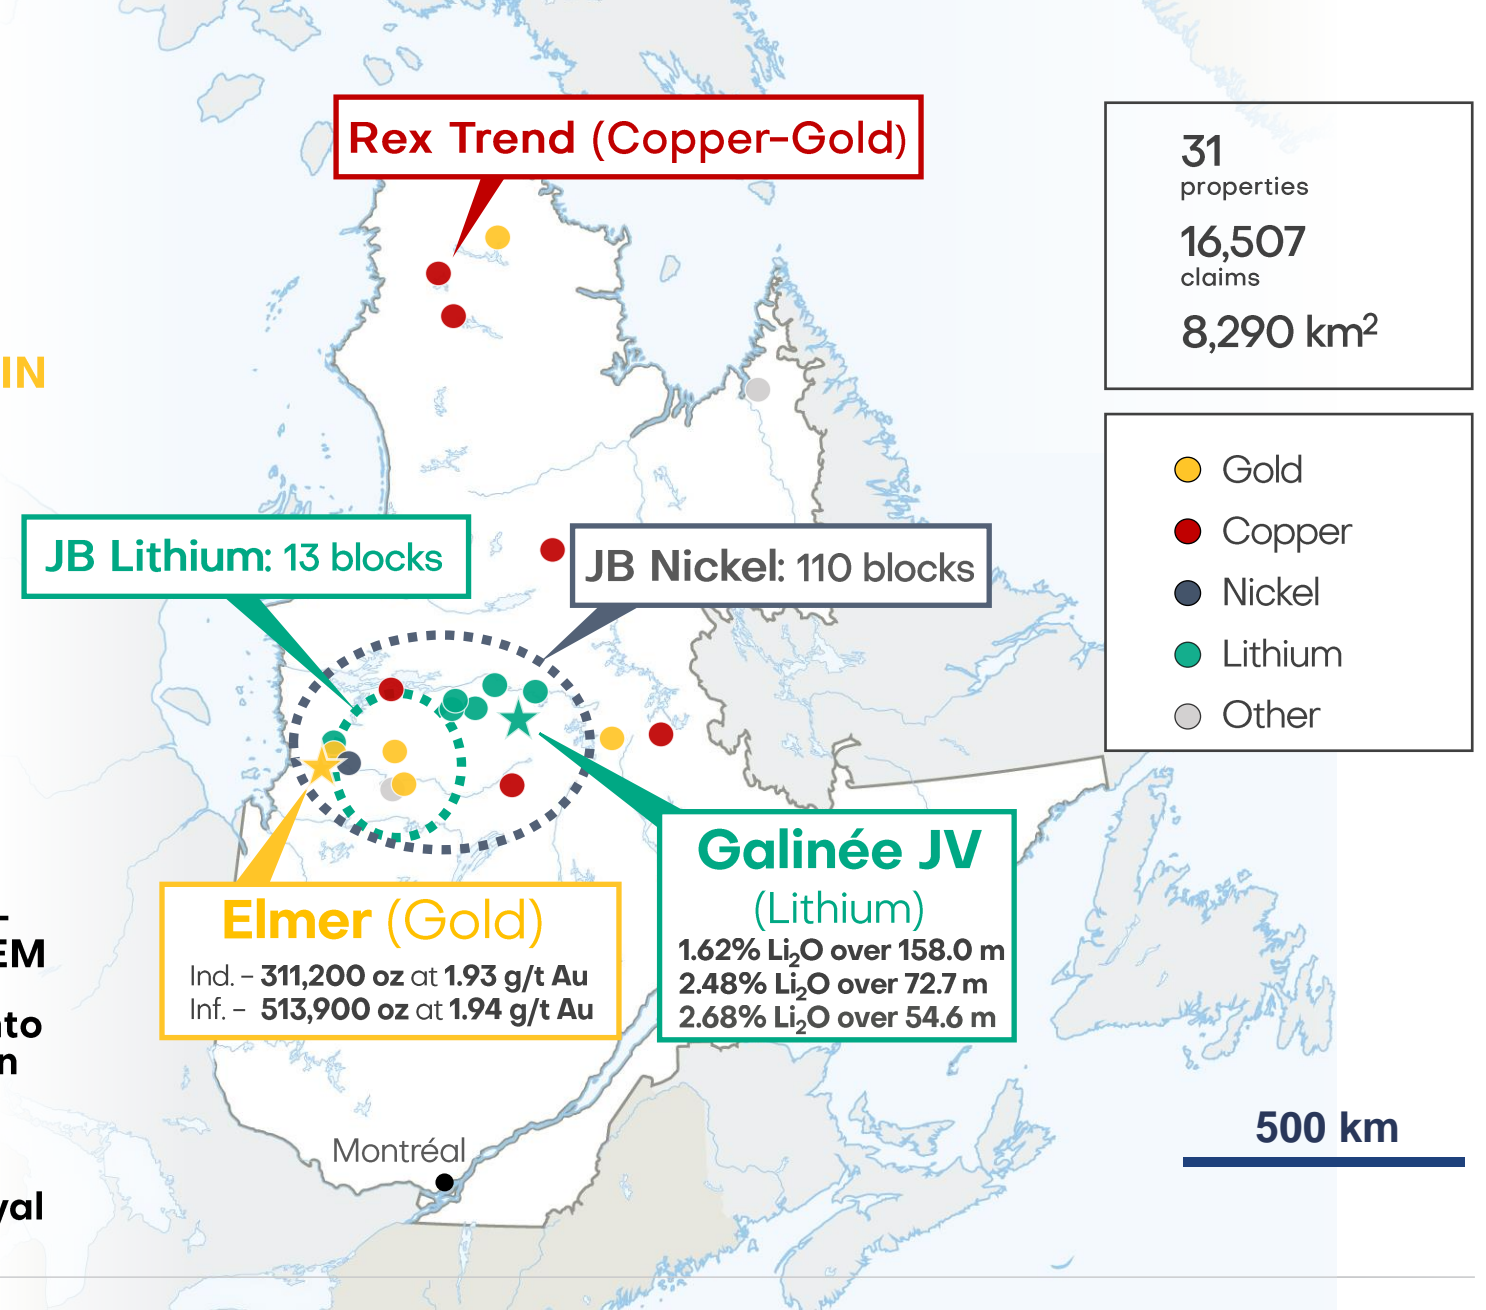 Rex Trend (Copper-Gold)
31
properties
16,507
claims
8,290 km²
IN
Gold
Copper
Nickel
Lithium
Other
JB Lithium: 13 blocks
JB Nickel: 110 blocks
Galinée JV
(Lithium)
1.62% Li₂O over 158.0 m
2.48% Li₂O over 72.7 m
2.68% Li₂O over 54.6 m
Elmer (Gold)
Ind. – 311,200 oz at 1.93 g/t Au
Inf. – 513,900 oz at 1.94 g/t Au
–
EM
nto
n
yal
Montréal
500 km